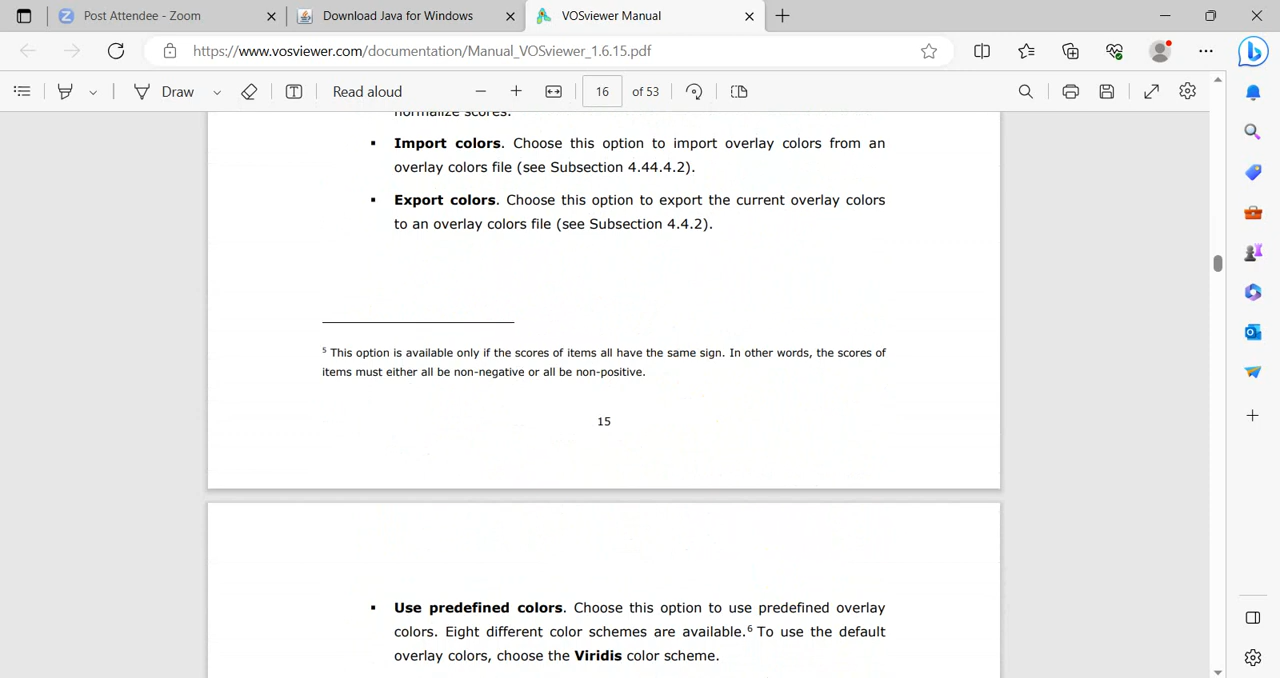 Post Attendee - Zoom
Download Java for Windows
VOSviewer Manual
https://www.vosviewer.com/documentation/Manual_VOSviewer_1.6.15.pdf
Draw
Read aloud
16 of 53
normalize scores.
▪ Import colors. Choose this option to import overlay colors from an
overlay colors file (see Subsection 4.44.4.2).
▪ Export colors. Choose this option to export the current overlay colors
to an overlay colors file (see Subsection 4.4.2).
5 This option is available only if the scores of items all have the same sign. In other words, the scores of
items must either all be non-negative or all be non-positive.
15
▪ Use predefined colors. Choose this option to use predefined overlay
colors. Eight different color schemes are available.6 To use the default
overlay colors, choose the Viridis color scheme.